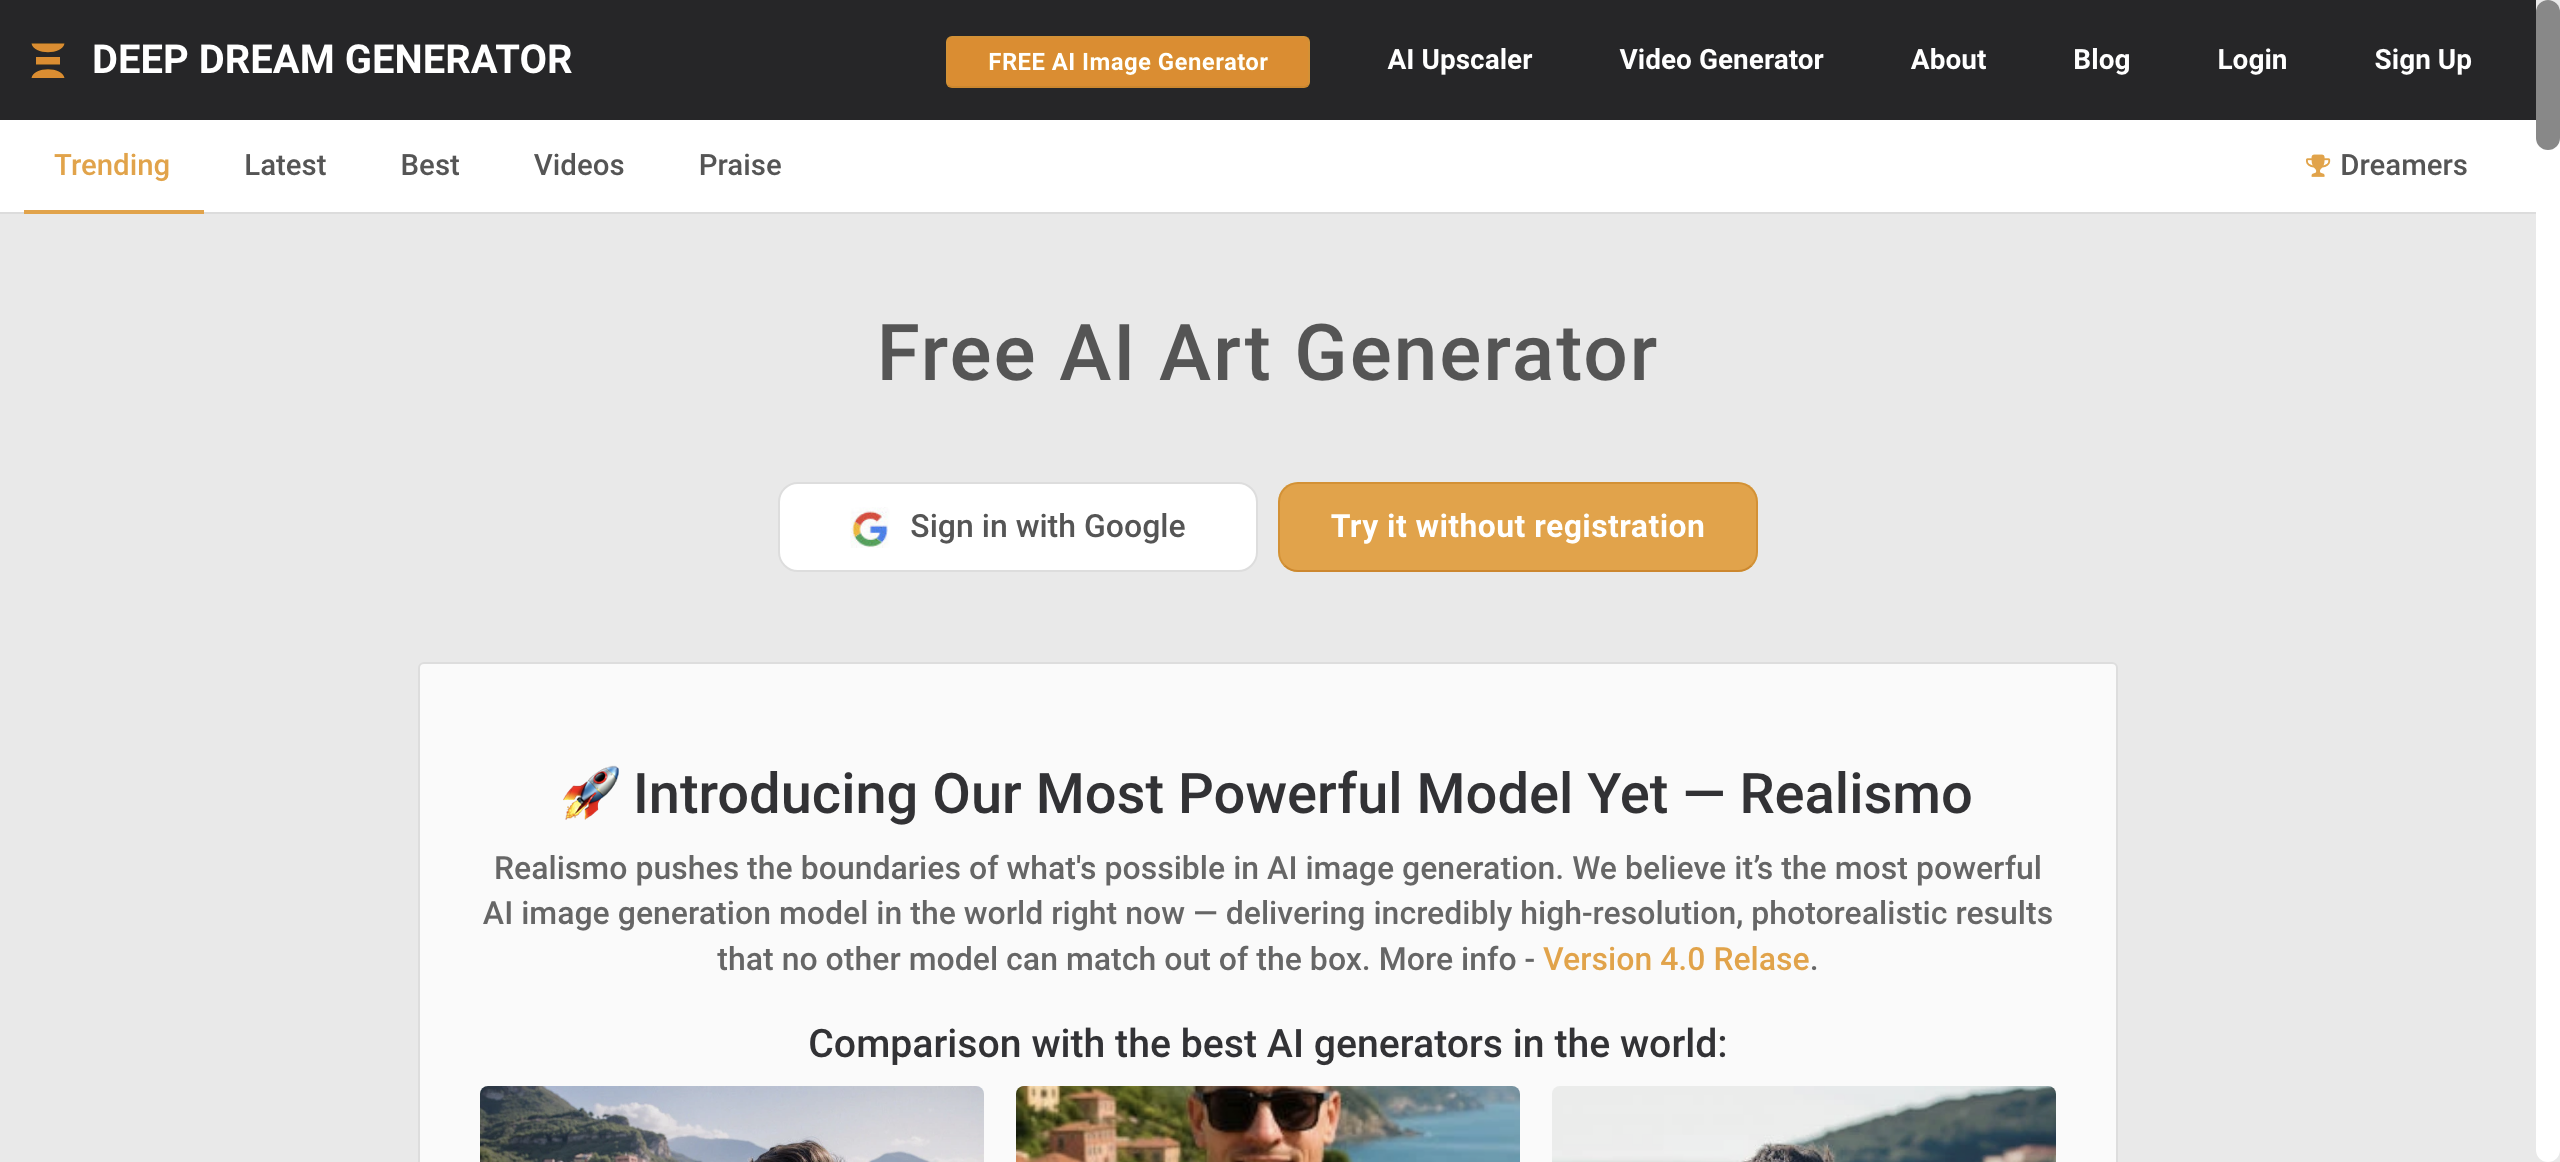 DEEP DREAM GENERATOR
FREE AI Image Generator
AI Upscaler
Video Generator
About
Blog
Login
Sign Up
Trending
Latest
Best
Videos
Praise
Dreamers
Free AI Art Generator
Sign in with Google
Try it without registration
🚀 Introducing Our Most Powerful Model Yet — Realismo
Realismo pushes the boundaries of what's possible in AI image generation. We believe it’s the most powerful
AI image generation model in the world right now — delivering incredibly high-resolution, photorealistic results
that no other model can match out of the box. More info - Version 4.0 Relase.
Comparison with the best AI generators in the world: